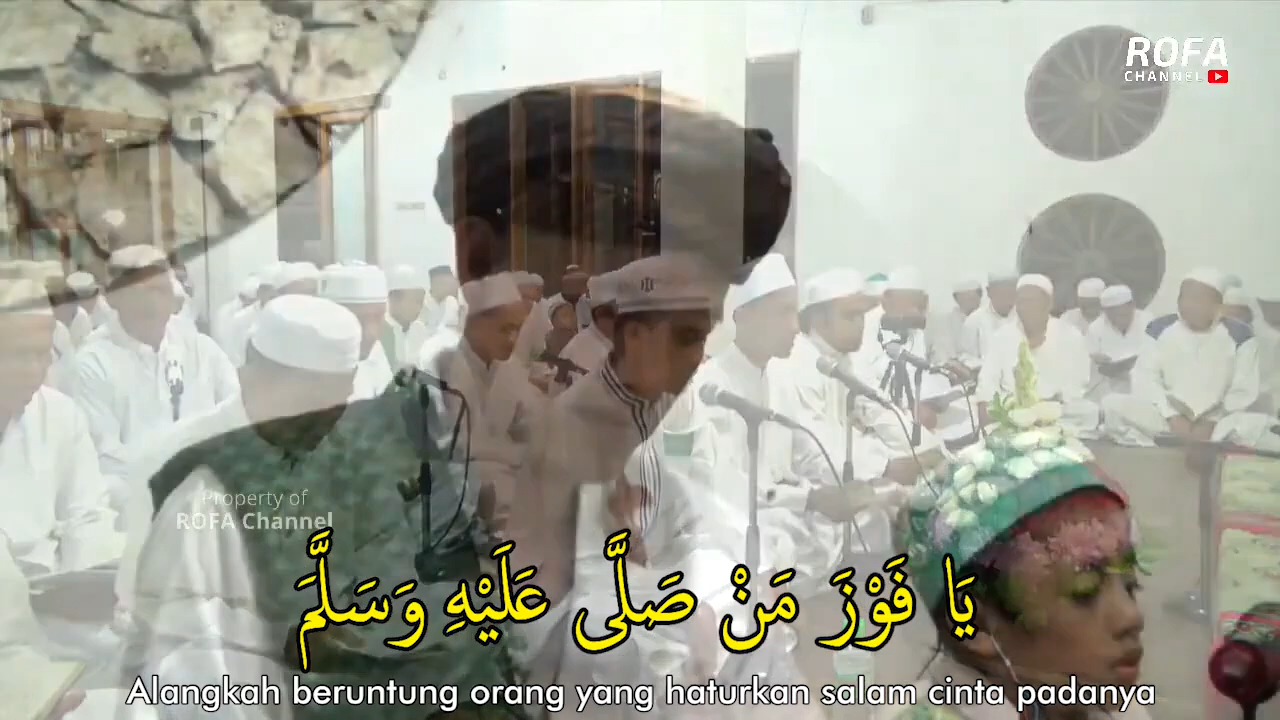 ROFA
CHANNEL
Property of
ROFA Channel
يَا فَوْزَ مَنْ صَلَّى عَلَيْهِ وَسَلَّمَ
Alangkah beruntung orang yang haturkan salam cinta padanya